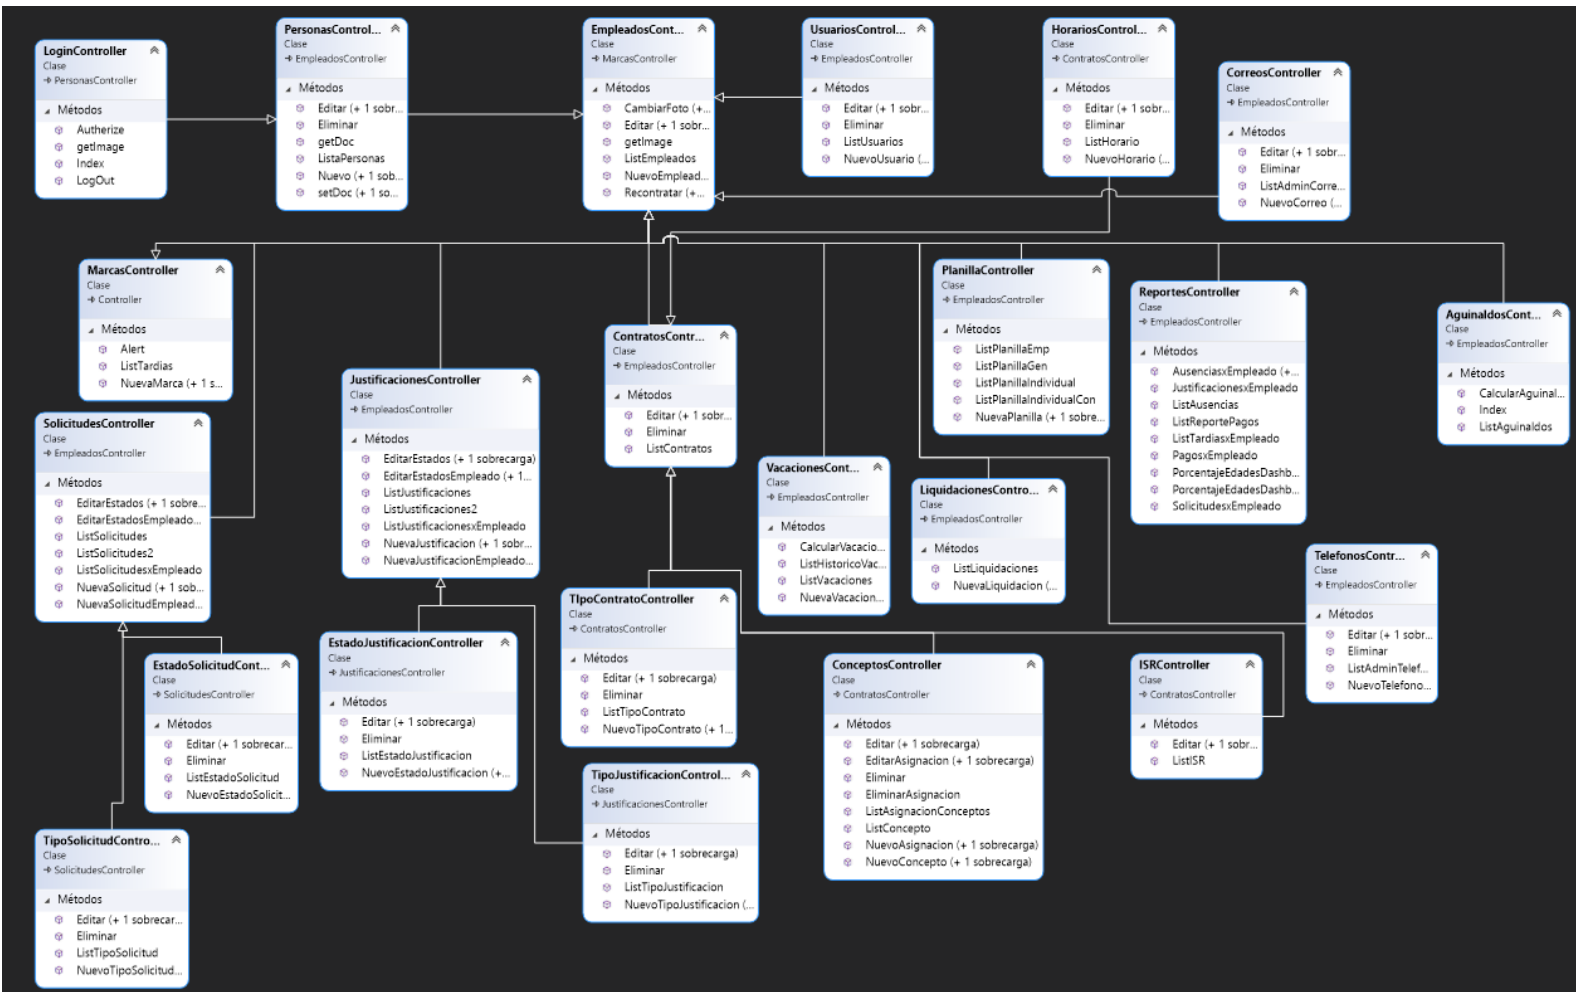 LoginController
Clase
PersonasController
Métodos
Autherize
getImage
Index
LogOut
PersonasControl...
Clase
EmpleadosController
Métodos
Editar (+ 1 sobr...
Eliminar
getDoc
ListaPersonas
Nuevo (+ 1 sob...
setDoc (+ 1 so...
EmpleadosCont...
Clase
MarcasController
Métodos
CambiarFoto (+...
Editar (+ 1 sobr...
getImage
ListEmpleados
NuevoEmplead...
Recontratar (+...
UsuariosControl...
Clase
EmpleadosController
Métodos
Editar (+ 1 sobr...
Eliminar
ListUsuarios
NuevoUsuario (...
HorariosControl...
Clase
ContratosController
Métodos
Editar (+ 1 sobr...
Eliminar
ListHorario
NuevoHorario (...
CorreosController
Clase
EmpleadosController
Métodos
Editar (+ 1 sobr...
Eliminar
ListAdminCorre...
NuevoCorreo (...
MarcasController
Clase
Controller
Métodos
Alert
ListTardias
NuevaMarca (+ 1 s...
SolicitudesController
Clase
EmpleadosController
Métodos
EditarEstados (+ 1 sobre...
EditarEstadosEmpleado...
ListSolicitudes
ListSolicitudes2
ListSolicitudesxEmpleado
NuevaSolicitud (+ 1 sob...
NuevaSolicitudEmplead...
JustificacionesController
Clase
EmpleadosController
Métodos
EditarEstados (+ 1 sobrecarga)
EditarEstadosEmpleado (+ 1...
ListJustificaciones
ListJustificaciones2
ListJustificacionesxEmpleado
NuevaJustificacion (+ 1 sobr...
NuevaJustificacionEmpleado...
ContratosContr...
Clase
EmpleadosController
Métodos
Editar (+ 1 sobr...
Eliminar
ListContratos
PlanillaController
Clase
EmpleadosController
Métodos
ListPlanillaEmp
ListPlanillaGen
ListPlanillaIndividual
ListPlanillaIndividualCon
NuevaPlanilla (+ 1 sobre...
ReportesController
Clase
EmpleadosController
Métodos
AusenciasxEmpleado (+...
JustificacionesxEmpleado
ListAusencias
ListReportePagos
ListTardiasxEmpleado
PagosxEmpleado
PorcentajeEdadesDashb...
PorcentajeEdadesDashb...
SolicitudesxEmpleado
AguinaldosCont...
Clase
EmpleadosController
Métodos
CalcularAguinal...
Index
ListAguinaldos
VacacionesCont...
Clase
EmpleadosController
Métodos
CalcularVacacio...
ListHistoricoVac...
ListVacaciones
NuevaVacacion...
LiquidacionesContro...
Clase
EmpleadosController
Métodos
ListLiquidaciones
NuevaLiquidacion (...
TelefonosContr...
Clase
EmpleadosController
Métodos
Editar (+ 1 sobr...
Eliminar
ListAdminTelef...
NuevoTelefono...
EstadoSolicitudCont...
Clase
SolicitudesController
Métodos
Editar (+ 1 sobrecar...
Eliminar
ListEstadoSolicitud
NuevoEstadoSolicit...
EstadoJustificacionController
Clase
JustificacionesController
Métodos
Editar (+ 1 sobrecarga)
Eliminar
ListEstadoJustificacion
NuevoEstadoJustificacion (+...
TIpoContratoController
Clase
ContratosController
Métodos
Editar (+ 1 sobrecarga)
Eliminar
ListTipoContrato
NuevoTipoContrato (+ 1...
ConceptosController
Clase
ContratosController
Métodos
Editar (+ 1 sobrecarga)
EditarAsignacion (+ 1 sobrecarga)
Eliminar
EliminarAsignacion
ListAsignacionConceptos
ListConcepto
NuevoAsignacion (+ 1 sobrecarga)
NuevoConcepto (+ 1 sobrecarga)
ISRController
Clase
ContratosController
Métodos
Editar (+ 1 sobr...
ListISR
TipoJustificacionControl...
Clase
JustificacionesController
Métodos
Editar (+ 1 sobrecarga)
Eliminar
ListTipoJustificacion
NuevoTipoJustificacion (...
TipoSolicitudContro...
Clase
SolicitudesController
Métodos
Editar (+ 1 sobrecar...
Eliminar
ListTipoSolicitud
NuevoTipoSolicitud...